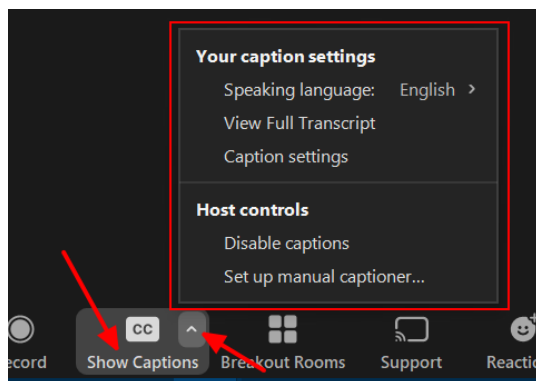 Your caption settings
Speaking language: English >
View Full Transcript
Caption settings
Host controls
Disable captions
Set up manual captioner...
CC
ecord Show Captions Breakout Rooms Support Reactio